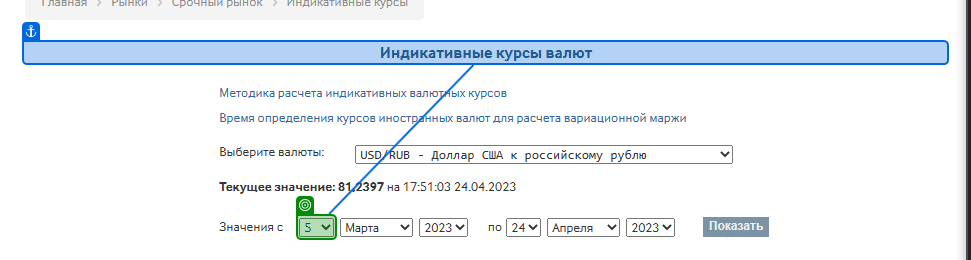 Главная > Рынки > Срочный рынок > Индикативные курсы
Индикативные курсы валют
Методика расчета индикативных валютных курсов
Время определения курсов иностранных валют для расчета вариационной маржи
Выберите валюты: USD/RUB - Доллар США к российскому рублю
Текущее значение: 81,2397 на 17:51:03 24.04.2023
Значения с 5 Марта 2023 по 24 Апреля 2023 Показать